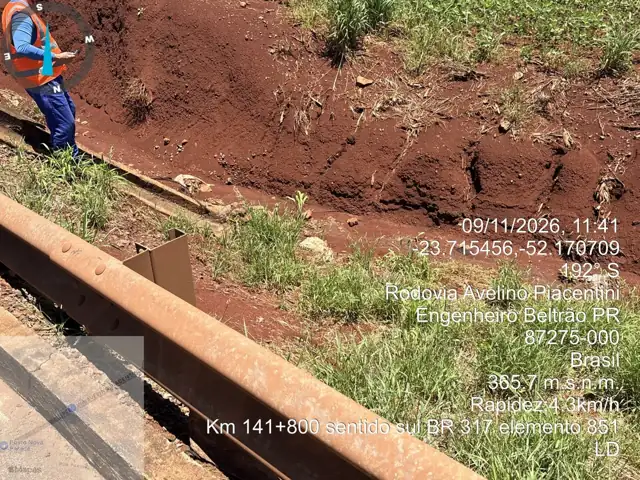 W
E
N
09/11/2026, 11:41
-23.715456,-52.170709
192° S
Rodovia Avelino Piacentini
Engenheiro Beltrão PR
87275-000
Brasil
365.7 m.s.n.m.
Rapidez:4.3km/h
Km 141+800 sentido sul BR 317 elemento 851
LD
Mapas